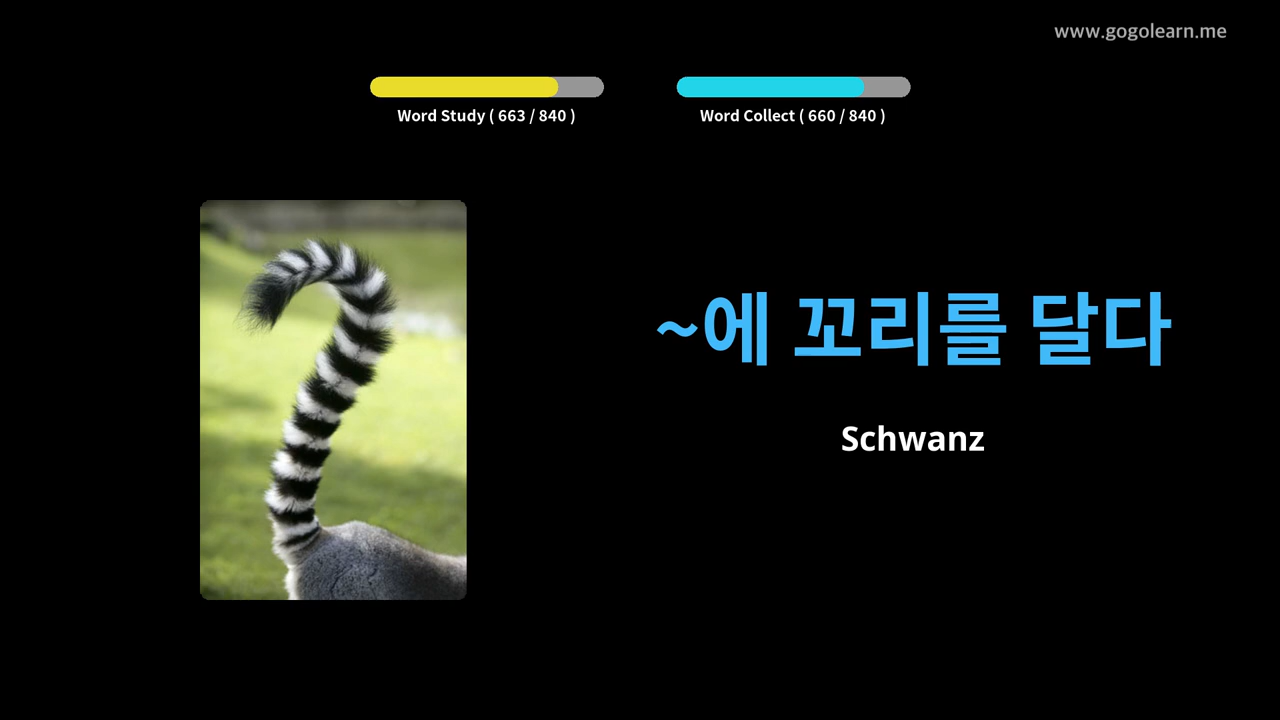 www.gogolearn.me
Word Study ( 663 / 840 )
Word Collect ( 660 / 840 )
~에 꼬리를 달다
Schwanz